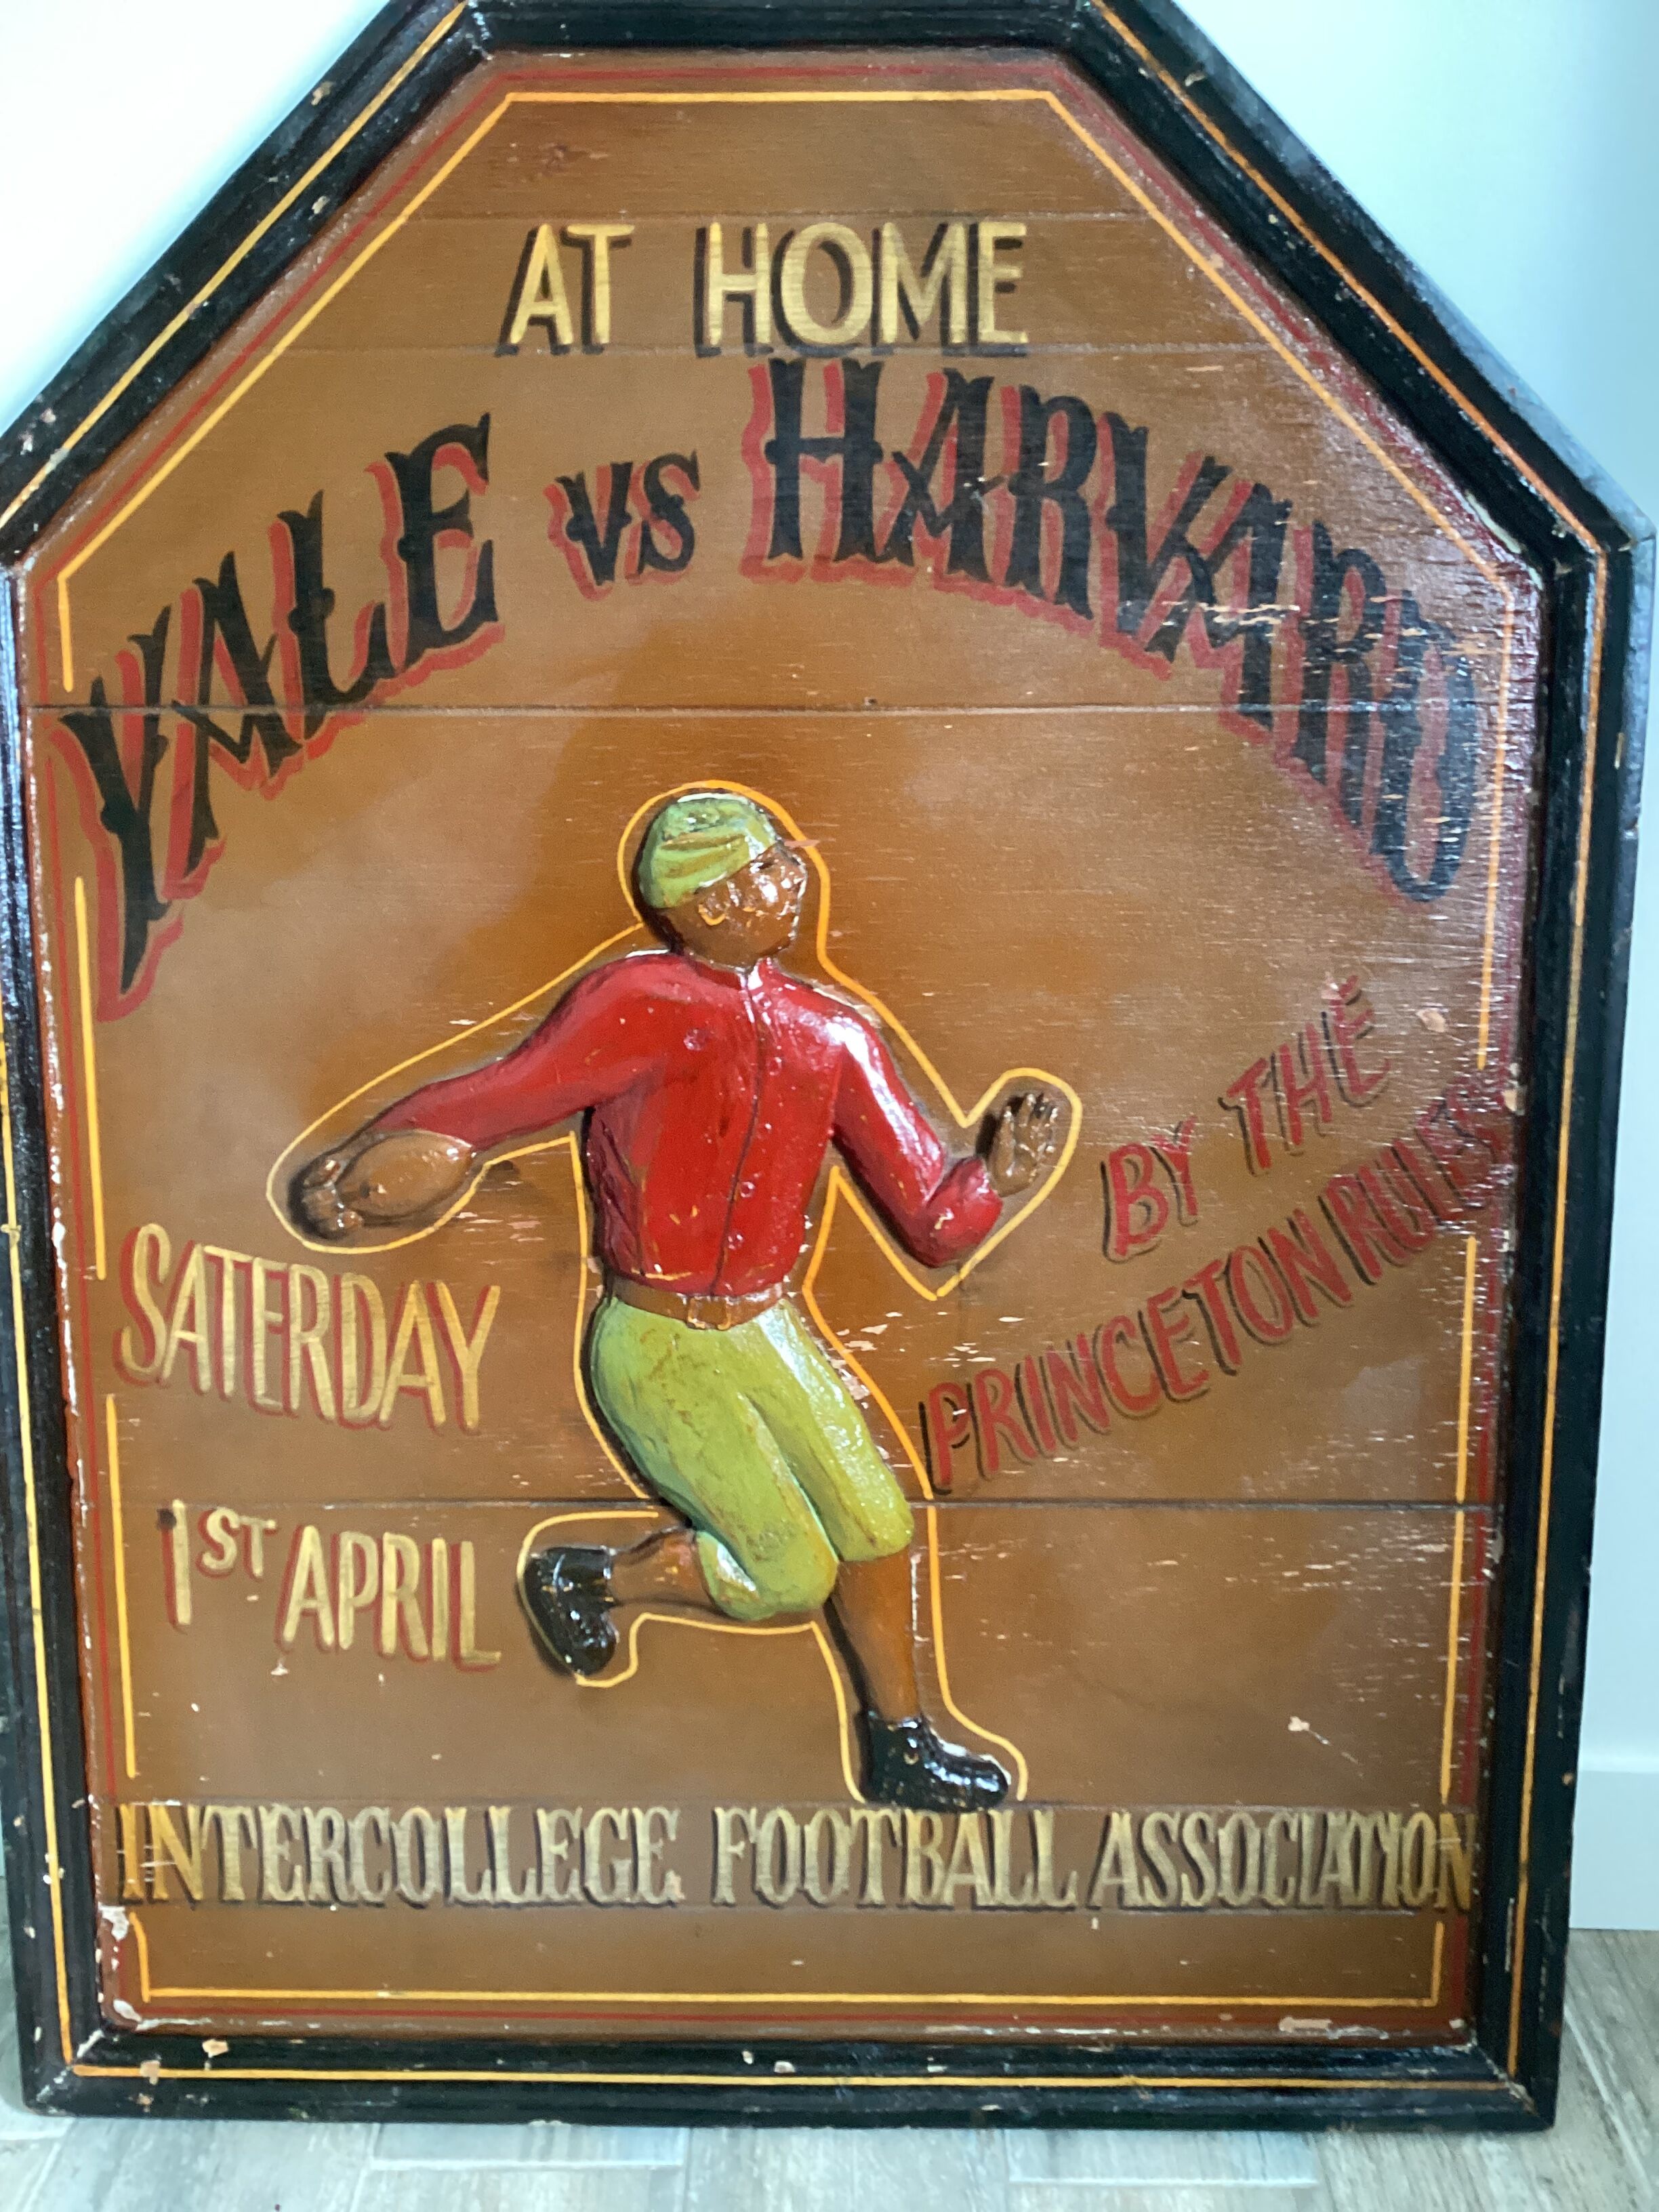 AT HOME
YALE VS HARVARD
BY THE
PRINCETON RULES
SATERDAY
1ST APRIL
INTERCOLLEGE FOOTBALL ASSOCIATION